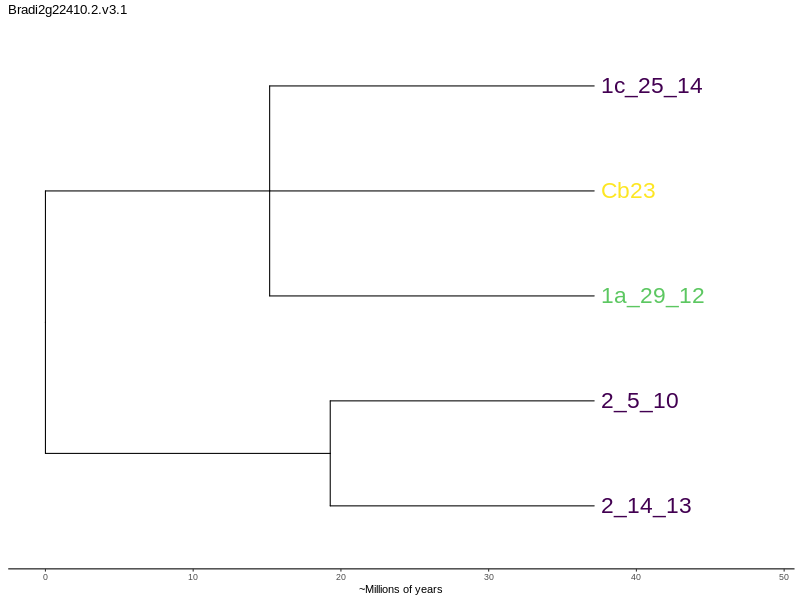 Bradi2g22410.2.v3.1
1c_25_14
Cb23
1a_29_12
2_5_10
2_14_13
0 10 20 30 40 50
~Millions of years